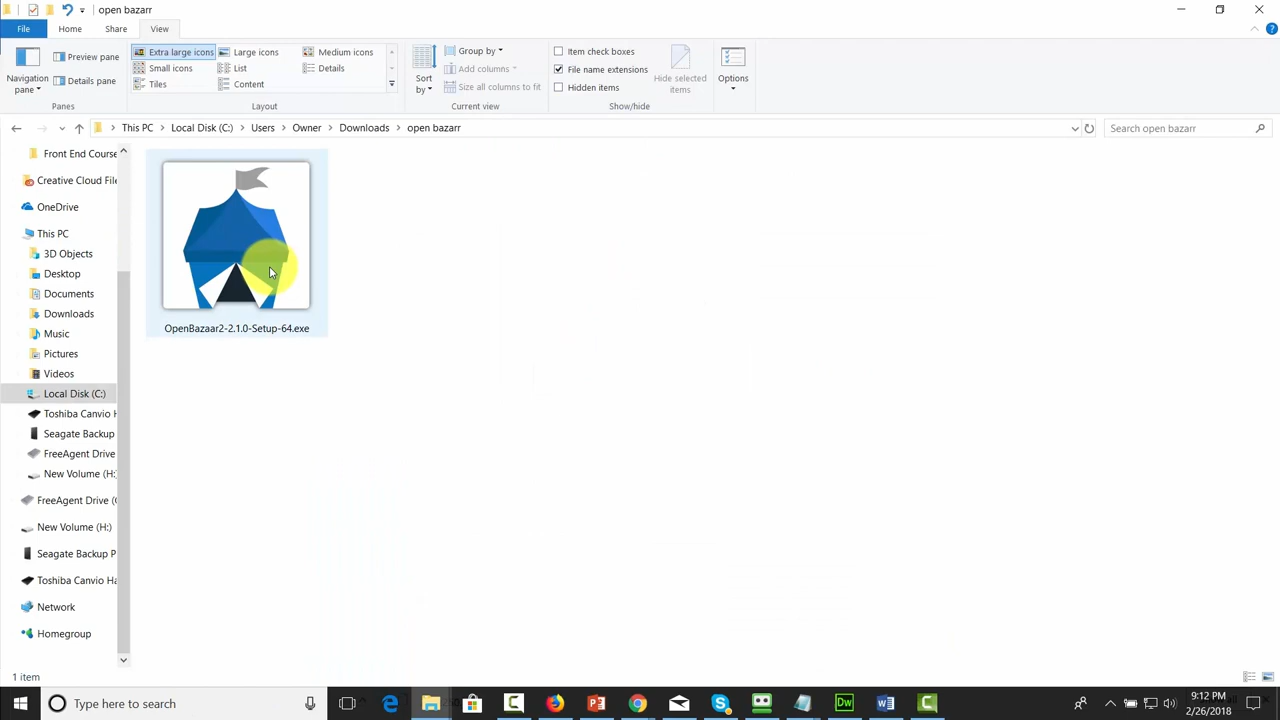 open bazarr
File Home Share View
Navigation pane
Preview pane
Details pane
Panes
Extra large icons Large icons Medium icons
Small icons List Details
Tiles Content
Layout
Sort by
Group by
Add columns
Size all columns to fit
Current view
Item check boxes
File name extensions
Hidden items
Hide selected items
Show/hide
Options
This PC > Local Disk (C:) > Users > Owner > Downloads > open bazarr
Search open bazarr
Front End Course
Creative Cloud File
OneDrive
This PC
3D Objects
Desktop
Documents
Downloads
Music
Pictures
Videos
Local Disk (C:)
Toshiba Canvio H
Seagate Backup
FreeAgent Drive
New Volume (H:)
FreeAgent Drive (
New Volume (H:)
Seagate Backup P
Toshiba Canvio Ha
Network
Homegroup
OpenBazaar2-2.1.0-Setup-64.exe
1 item
Type here to search
Dw
9:12 PM
2/26/2018